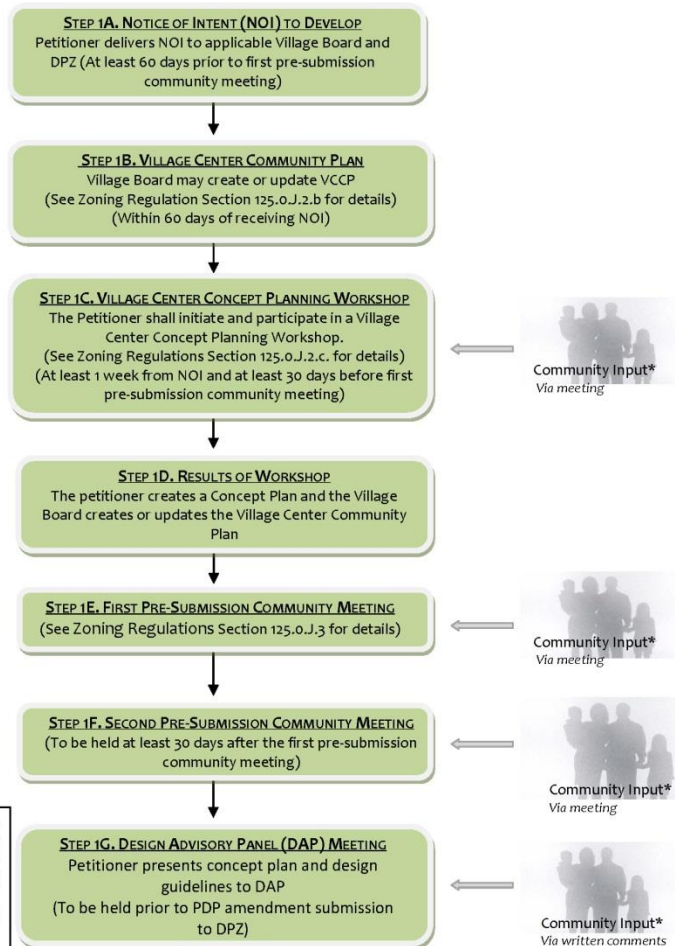 STEP 1A. NOTICE OF INTENT (NOI) TO DEVELOP
Petitioner delivers NOI to applicable Village Board and
DPZ (At least 60 days prior to first pre-submission
community meeting)
STEP 1B. VILLAGE CENTER COMMUNITY PLAN
Village Board may create or update VCCP
(See Zoning Regulation Section 125.0.J.2.b for details)
(Within 60 days of receiving NOI)
STEP 1C. VILLAGE CENTER CONCEPT PLANNING WORKSHOP
The Petitioner shall initiate and participate in a Village
Center Concept Planning Workshop.
(See Zoning Regulations Section 125.0.J.2.c. for details)
(At least 1 week from NOI and at least 30 days before first
pre-submission community meeting)
Community Input*
Via meeting
STEP 1D. RESULTS OF WORKSHOP
The petitioner creates a Concept Plan and the Village
Board creates or updates the Village Center Community
Plan
STEP 1E. FIRST PRE-SUBMISSION COMMUNITY MEETING
(See Zoning Regulations Section 125.0.J.3 for details)
Community Input*
Via meeting
STEP 1F. SECOND PRE-SUBMISSION COMMUNITY MEETING
(To be held at least 30 days after the first pre-submission
community meeting)
Community Input*
Via meeting
STEP 1G. DESIGN ADVISORY PANEL (DAP) MEETING
Petitioner presents concept plan and design
guidelines to DAP
(To be held prior to PDP amendment submission
to DPZ)
Community Input*
Via written comments